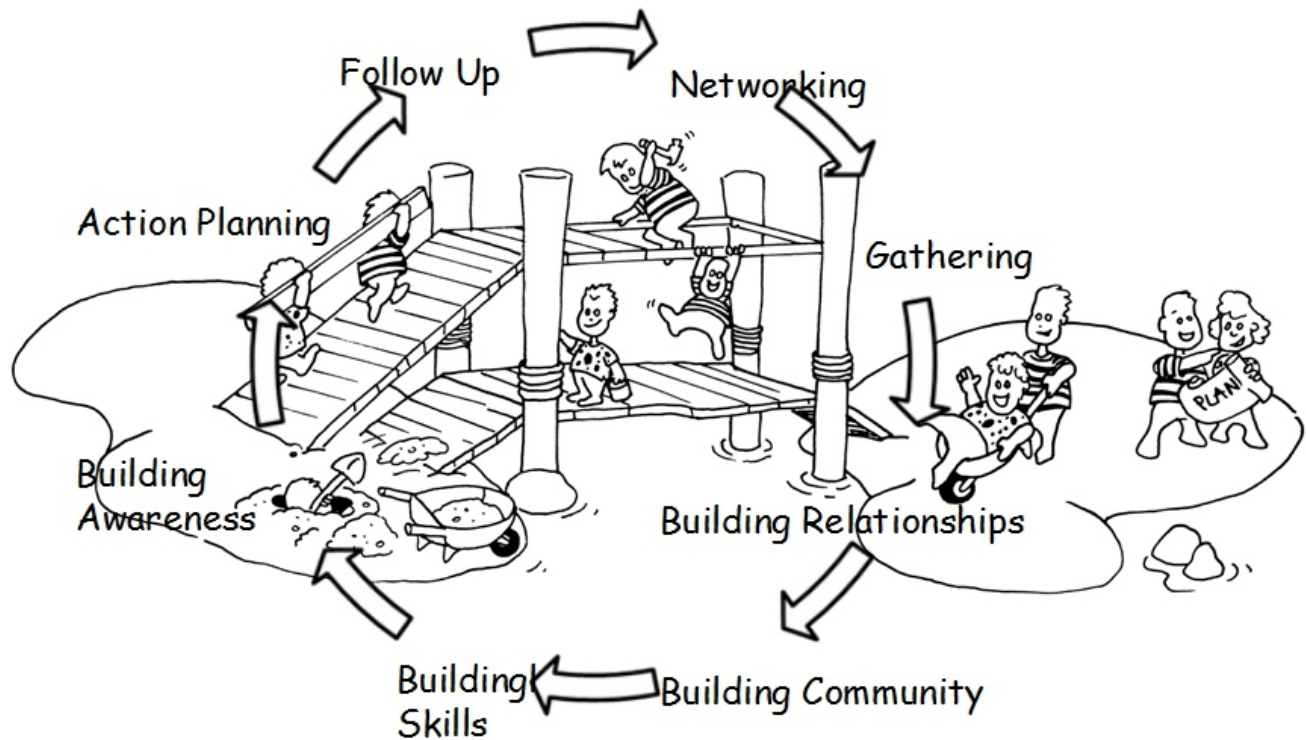 Follow Up
Networking
Action Planning
Gathering
PLAN!
Building
Awareness
Building Relationships
Building
Skills
Building Community